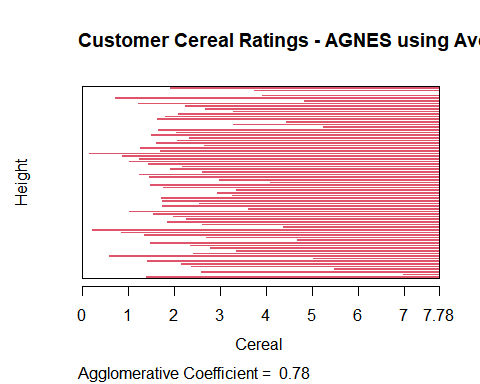 Customer Cereal Ratings - AGNES using Ave
Height
0 1 2 3 4 5 6 7 7.78
Cereal
Agglomerative Coefficient = 0.78